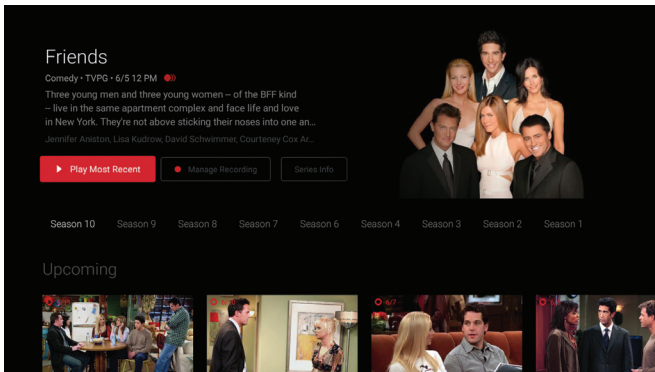 Friends
Comedy • TVPG • 6/5 12 PM
Three young men and three young women -- of the BFF kind
-- live in the same apartment complex and face life and love
in New York. They're not above sticking their noses into one an...
Jennifer Aniston, Lisa Kudrow, David Schwimmer, Courteney Cox Ar...
Play Most Recent
Manage Recording
Series Info
Season 10 Season 9 Season 8 Season 7 Season 6 Season 4 Season 3 Season 2 Season 1
Upcoming
6/7